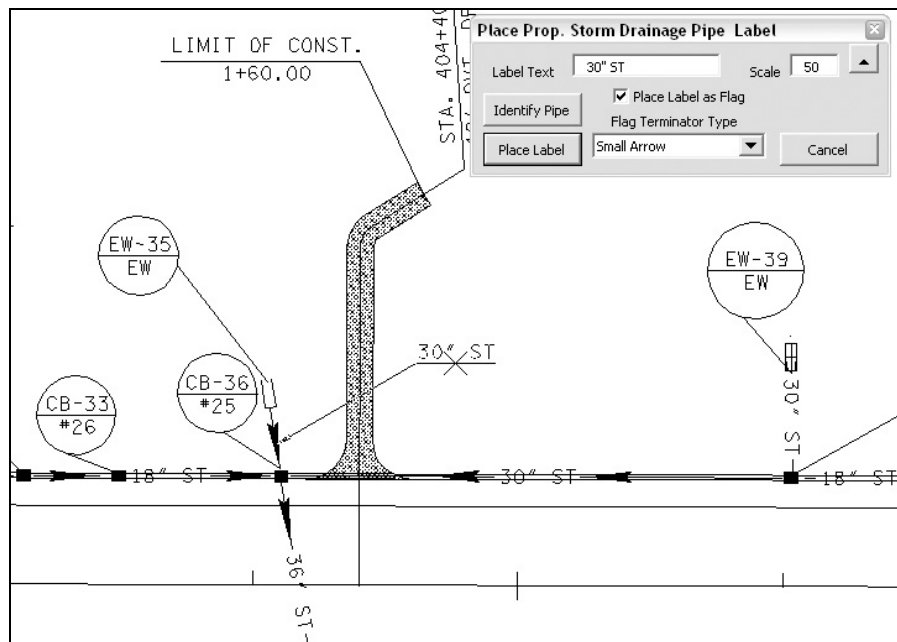 Place Prop. Storm Drainage Pipe Label
Label Text 30" ST Scale 50
Identify Pipe
Place Label as Flag
Flag Terminator Type
Place Label Small Arrow Cancel
LIMIT OF CONST.
1+60.00
STA. 404+40
EW-35
EW
EW-39
EW
30" ST
CB-36
#25
CB-33
#26
30" ST
18" ST
30" ST
18" ST
36" ST